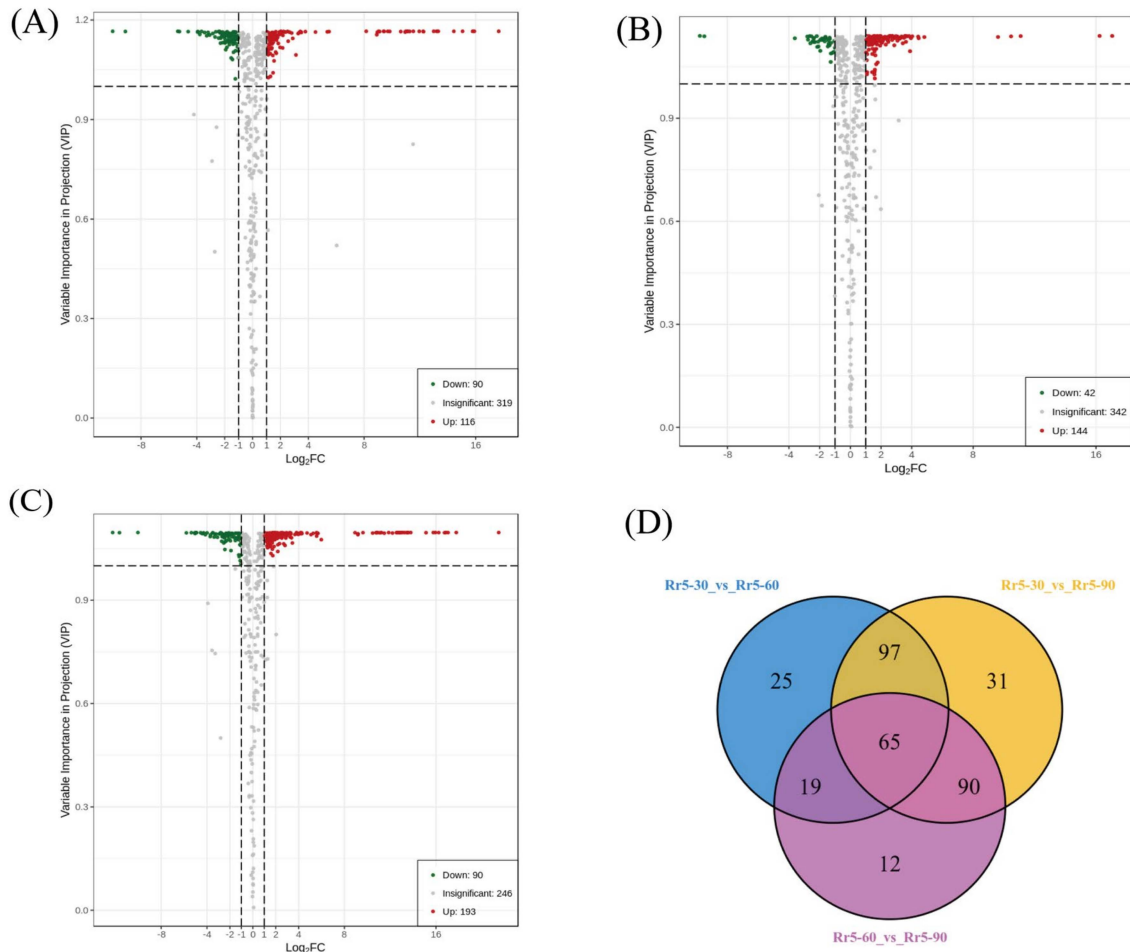 (A)
1.2
0.9
0.6
0.3
0.0
Variable Importance in Projection (VIP)
-8 -4 -2 -1 0 1 2 4 8 16
Log₂FC
Down: 90
Insignificant: 319
Up: 116
(B)
0.9
0.6
0.3
0.0
Variable Importance in Projection (VIP)
-8 -4 -2 -1 0 1 2 4 8 16
Log₂FC
Down: 42
Insignificant: 342
Up: 144
(C)
0.9
0.6
0.3
0.0
Variable Importance in Projection (VIP)
-8 -4 -2 -1 0 1 2 4 8 16
Log₂FC
Down: 90
Insignificant: 246
Up: 193
(D)
Rr5-30_vs_Rr5-60
Rr5-30_vs_Rr5-90
25 97 31
65
19 90
12
Rr5-60_vs_Rr5-90